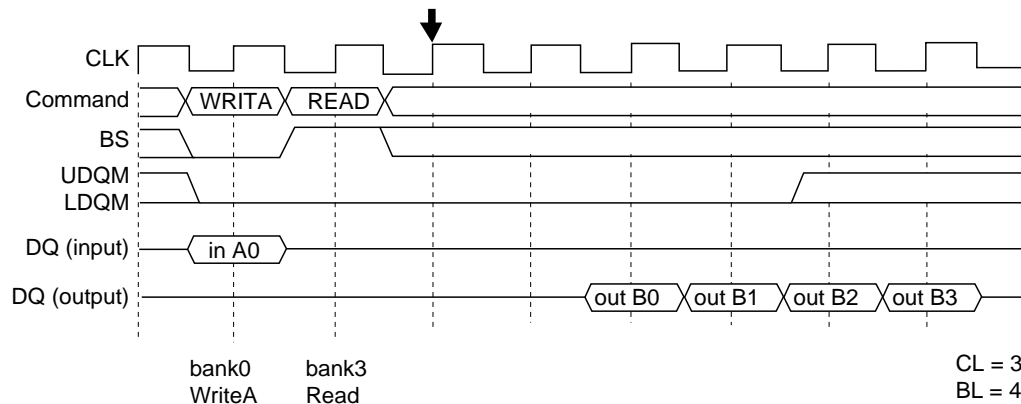 CLK
Command WRITA READ
BS
UDQM
LDQM
DQ (input) in A0
DQ (output) out B0 out B1 out B2 out B3
bank0 bank3 CL = 3
WriteA Read BL = 4